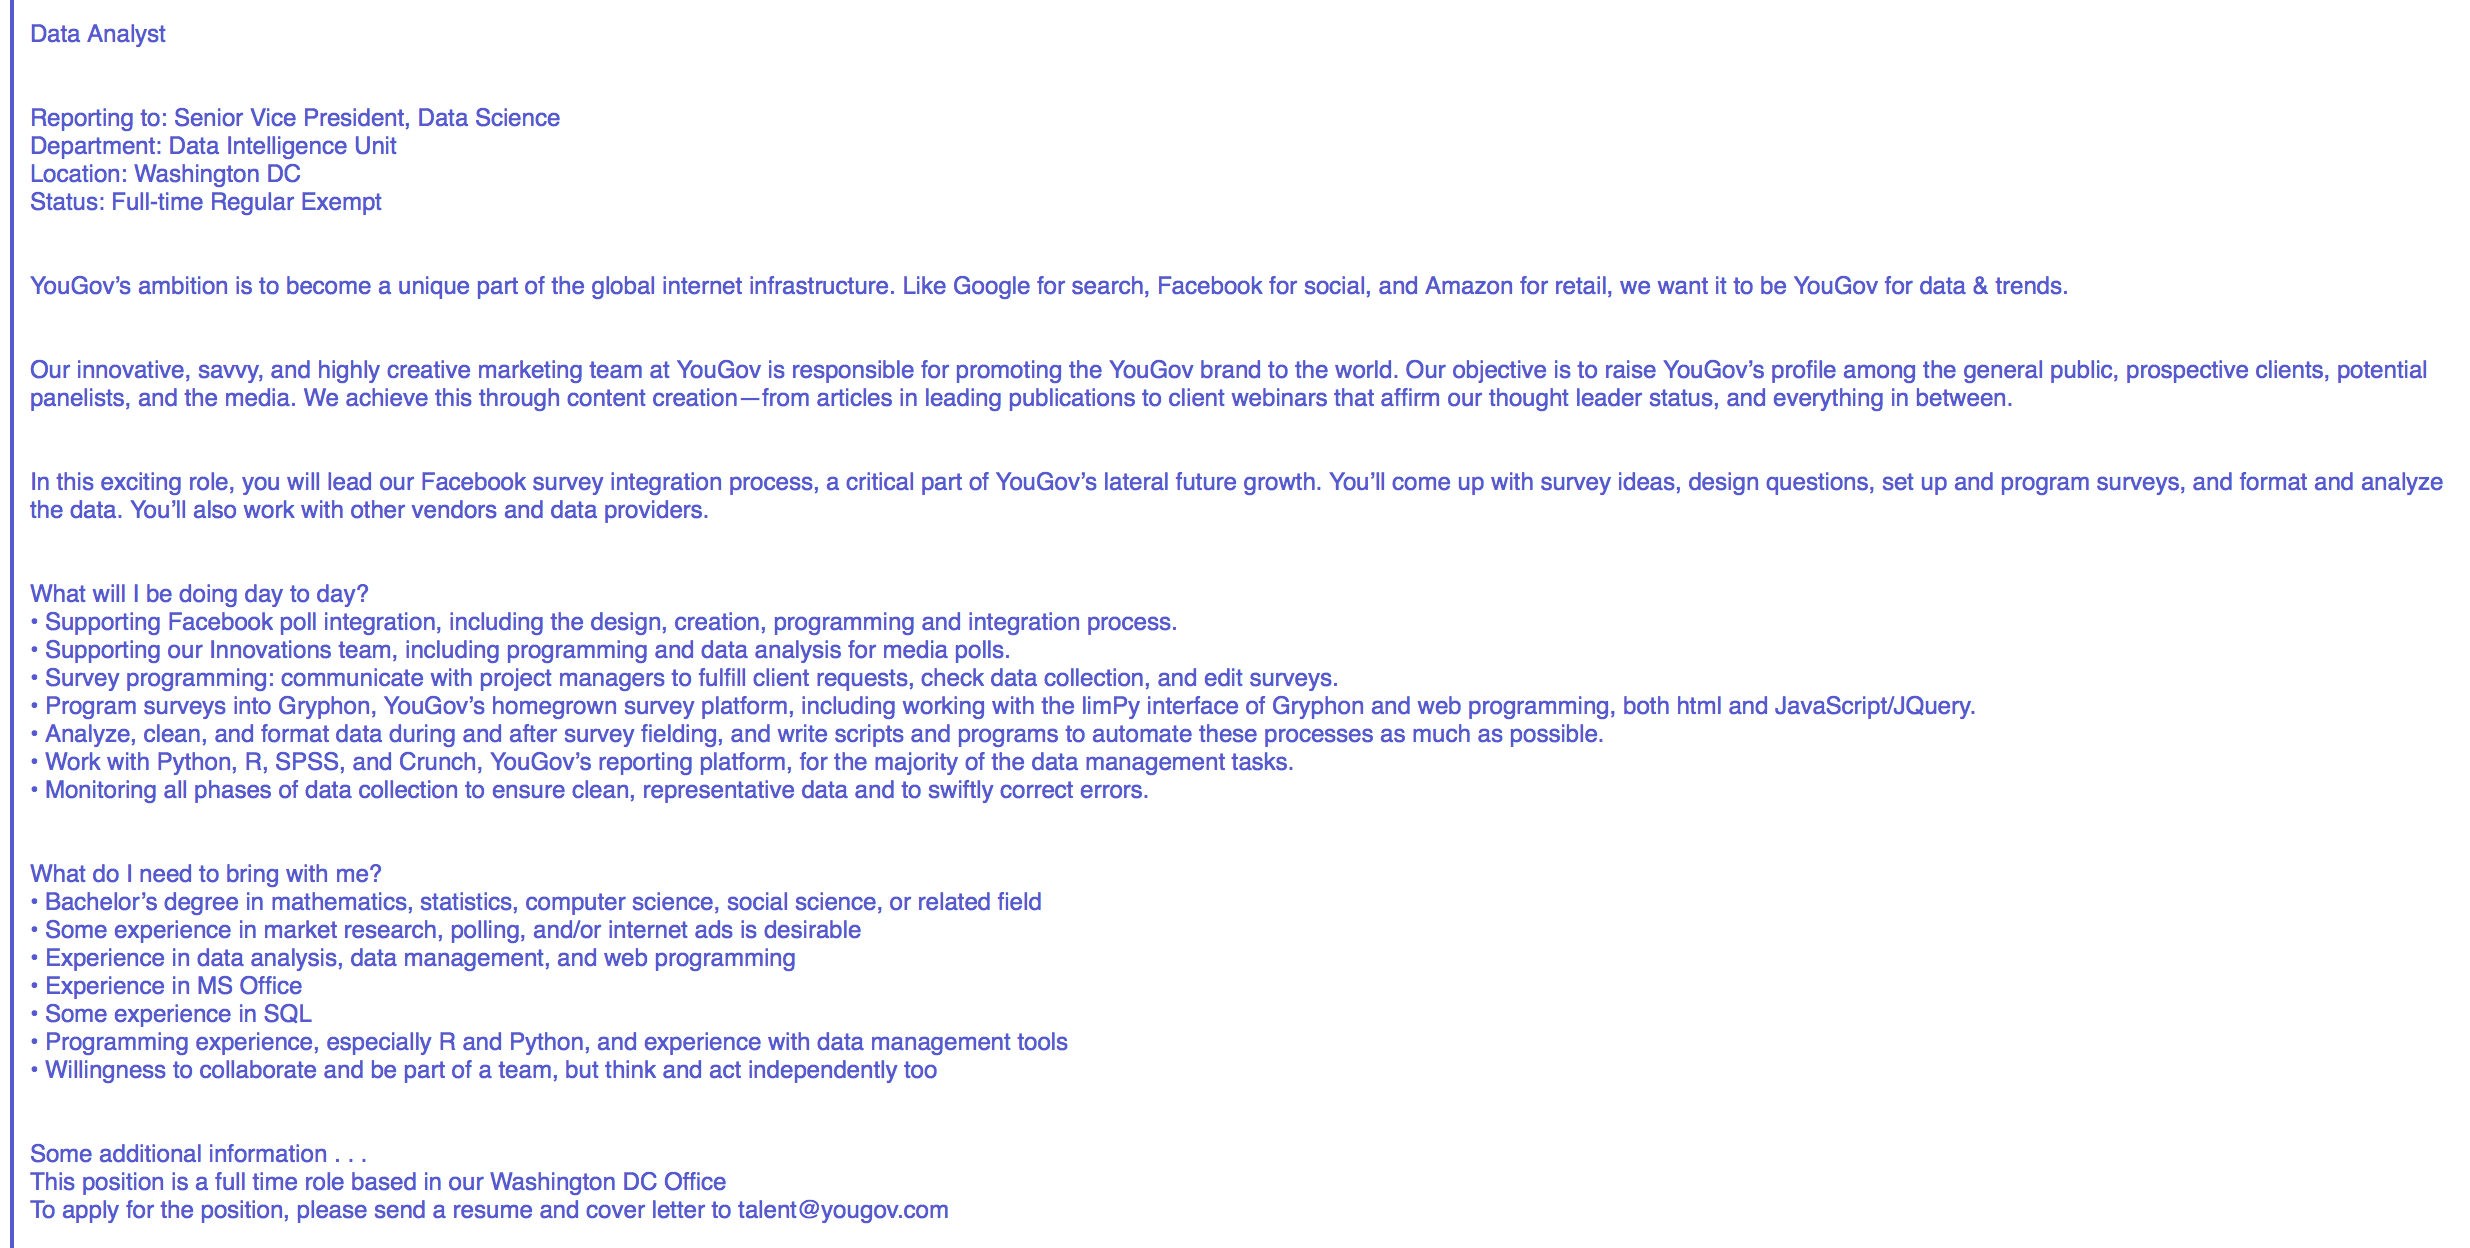 Data Analyst
Reporting to: Senior Vice President, Data Science
Department: Data Intelligence Unit
Location: Washington DC
Status: Full-time Regular Exempt
YouGov’s ambition is to become a unique part of the global internet infrastructure. Like Google for search, Facebook for social, and Amazon for retail, we want it to be YouGov for data & trends.
Our innovative, savvy, and highly creative marketing team at YouGov is responsible for promoting the YouGov brand to the world. Our objective is to raise YouGov’s profile among the general public, prospective clients, potential
panelists, and the media. We achieve this through content creation—from articles in leading publications to client webinars that affirm our thought leader status, and everything in between.
In this exciting role, you will lead our Facebook survey integration process, a critical part of YouGov’s lateral future growth. You’ll come up with survey ideas, design questions, set up and program surveys, and format and analyze
the data. You’ll also work with other vendors and data providers.
What will I be doing day to day?
• Supporting Facebook poll integration, including the design, creation, programming and integration process.
• Supporting our Innovations team, including programming and data analysis for media polls.
• Survey programming: communicate with project managers to fulfill client requests, check data collection, and edit surveys.
• Program surveys into Gryphon, YouGov’s homegrown survey platform, including working with the limPy interface of Gryphon and web programming, both html and JavaScript/JQuery.
• Analyze, clean, and format data during and after survey fielding, and write scripts and programs to automate these processes as much as possible.
• Work with Python, R, SPSS, and Crunch, YouGov’s reporting platform, for the majority of the data management tasks.
• Monitoring all phases of data collection to ensure clean, representative data and to swiftly correct errors.
What do I need to bring with me?
• Bachelor’s degree in mathematics, statistics, computer science, social science, or related field
• Some experience in market research, polling, and/or internet ads is desirable
• Experience in data analysis, data management, and web programming
• Experience in MS Office
• Some experience in SQL
• Programming experience, especially R and Python, and experience with data management tools
• Willingness to collaborate and be part of a team, but think and act independently too
Some additional information . . .
This position is a full time role based in our Washington DC Office
To apply for the position, please send a resume and cover letter to talent@yougov.com